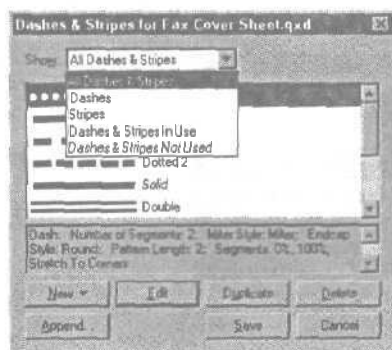 Dashes & Stripes for Fax Cover Sheet.qxd
Show: All Dashes & Stripes
All Dashes & Stripes
Dashes
Stripes
Dashes & Stripes In Use
Dashes & Stripes Not Used
Dotted 2
Solid
Double
Dash: Number of Segments: 2; Miter Style: Miter; Endcap
Style: Round; Pattern Length: 2; Segments: 0%, 100%;
Stretch To Corners
New Edit Duplicate Delete
Append... Save Cancel